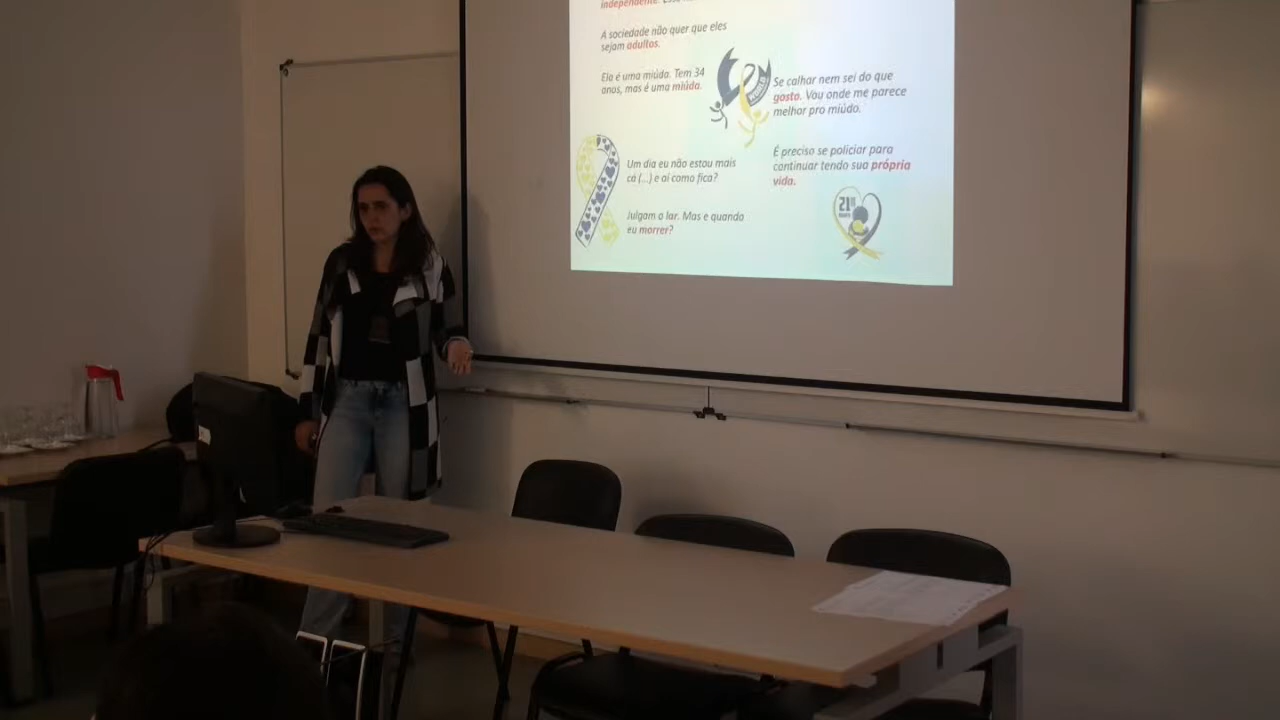 independente.
A sociedade não quer que eles
sejam adultos.
Ela é uma miúda. Tem 34
anos, mas é uma miúda.
Se calhar nem sei do que
gosto. Vou onde me parece
melhor pro miúdo.
Um dia eu não estou mais
cá (...) e aí como fica?
É preciso se policiar para
continuar tendo sua própria
vida.
Julgam o lar. Mas e quando
eu morrer?
21